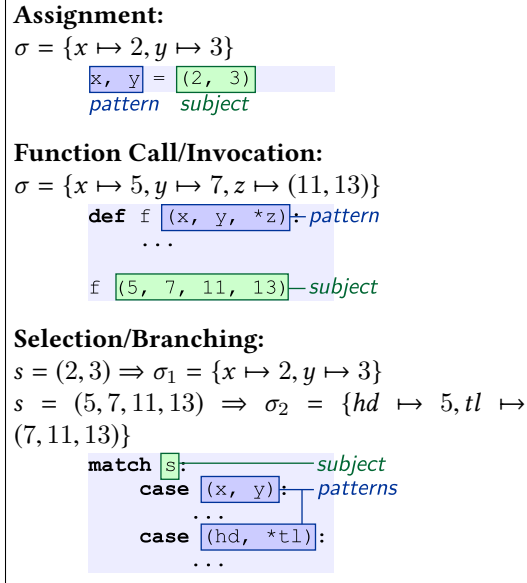 Assignment:
σ = {x ↦ 2, y ↦ 3}
x, y = (2, 3)
pattern subject
Function Call/Invocation:
σ = {x ↦ 5, y ↦ 7, z ↦ (11, 13)}
def f (x, y, *z): pattern
...
f (5, 7, 11, 13) subject
Selection/Branching:
s = (2, 3) ⇒ σ₁ = {x ↦ 2, y ↦ 3}
s = (5, 7, 11, 13) ⇒ σ₂ = {hd ↦ 5, tl ↦
(7, 11, 13)}
match s: subject
case (x, y): patterns
...
case (hd, *tl):
...